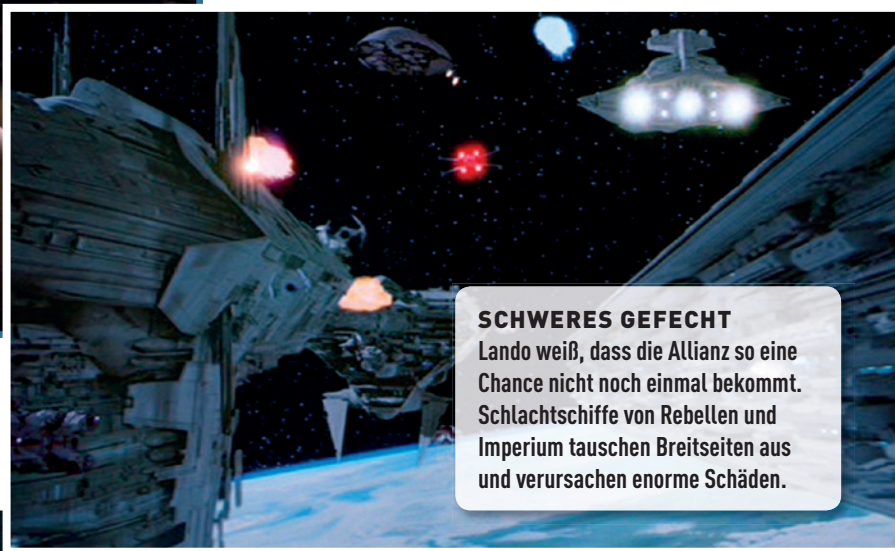 SCHWERES GEFECHT
Lando weiß, dass die Allianz so eine
Chance nicht noch einmal bekommt.
Schlachtschiffe von Rebellen und
Imperium tauschen Breitseiten aus
und verursachen enorme Schäden.